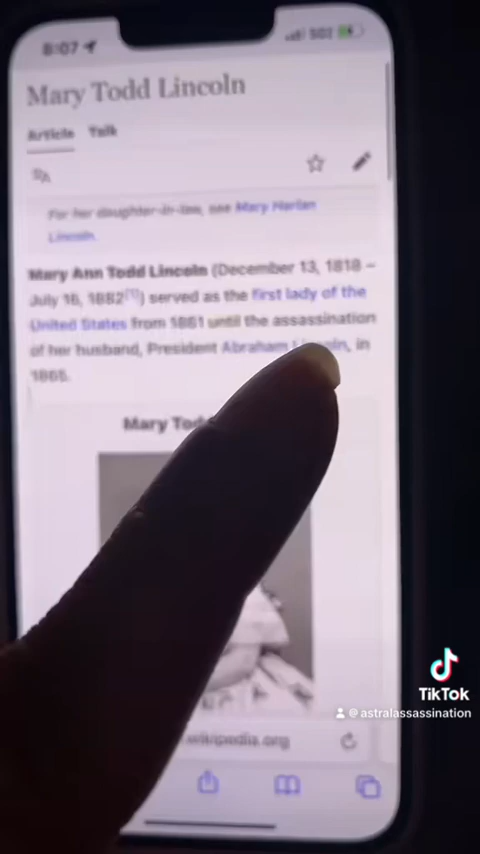 8:07
SOS
Mary Todd Lincoln
Article Talk
For her daughter-in-law, see Mary Harlan
Lincoln.
Mary Ann Todd Lincoln (December 13, 1818 –
July 16, 1882[1]) served as the first lady of the
United States from 1861 until the assassination
of her husband, President Abraham Lincoln, in
1865.
Mary Tod
wikipedia.org
TikTok
@astralassassination